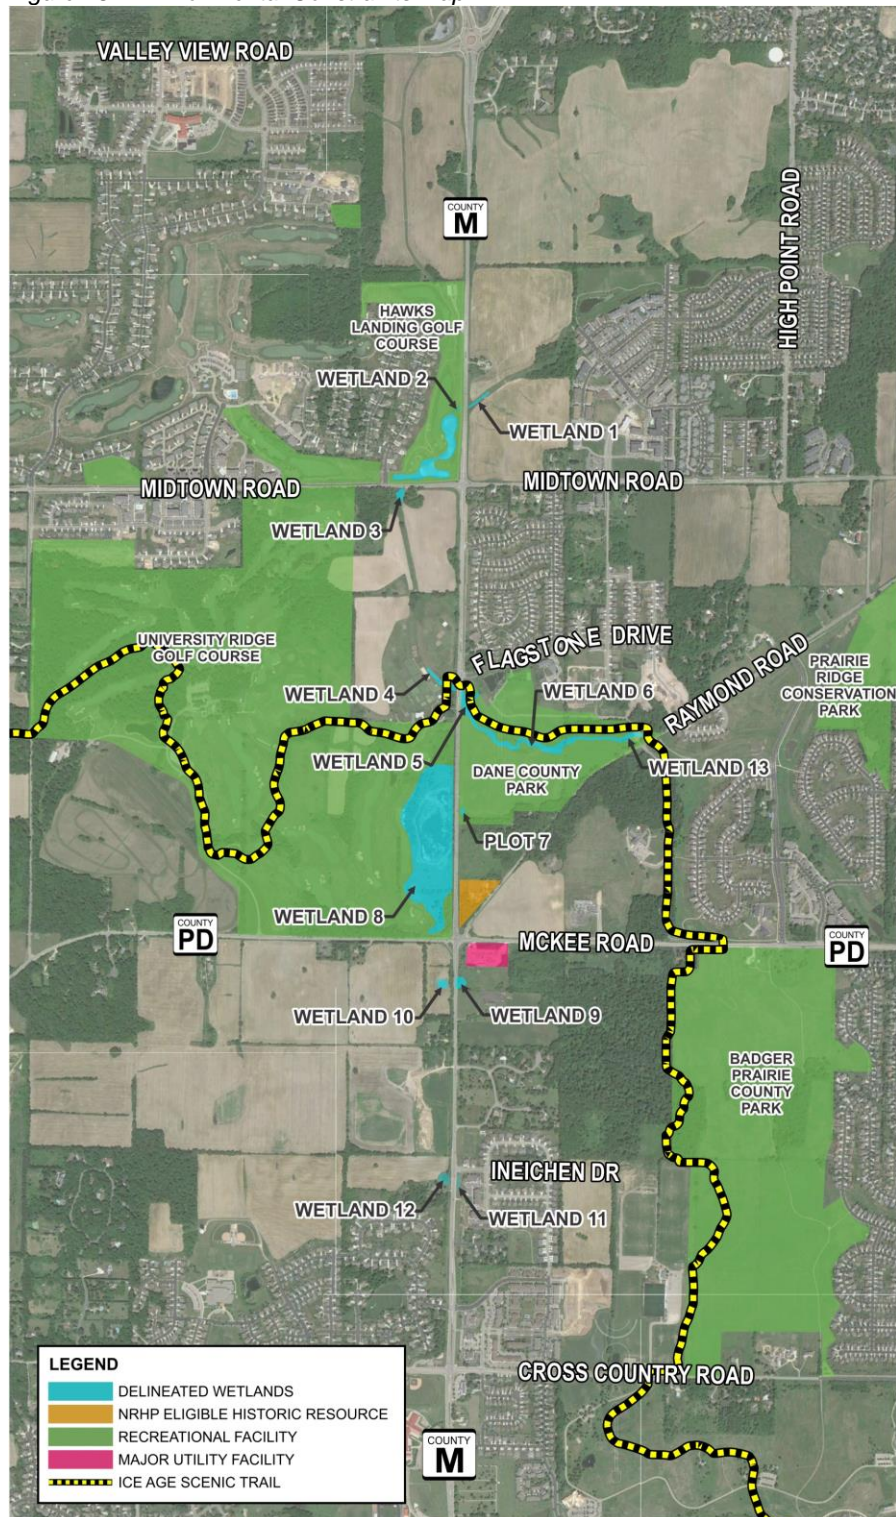 VALLEY VIEW ROAD
COUNTY
M
HIGH POINT ROAD
HAWKS
LANDING GOLF
COURSE
WETLAND 2
WETLAND 1
MIDTOWN ROAD
MIDTOWN ROAD
WETLAND 3
FLAGSTONE DRIVE
UNIVERSITY RIDGE
GOLF COURSE
WETLAND 4
WETLAND 6
RAYMOND ROAD
PRAIRIE
RIDGE
CONSERVATION
PARK
WETLAND 5
DANE COUNTY
PARK
WETLAND 13
PLOT 7
WETLAND 8
COUNTY
PD
MCKEE ROAD
COUNTY
PD
WETLAND 10
WETLAND 9
BADGER
PRAIRIE
COUNTY
PARK
INEICHEN DR
WETLAND 12
WETLAND 11
CROSS COUNTRY ROAD
LEGEND
DELINEATED WETLANDS
NRHP ELIGIBLE HISTORIC RESOURCE
RECREATIONAL FACILITY
MAJOR UTILITY FACILITY
ICE AGE SCENIC TRAIL
COUNTY
M